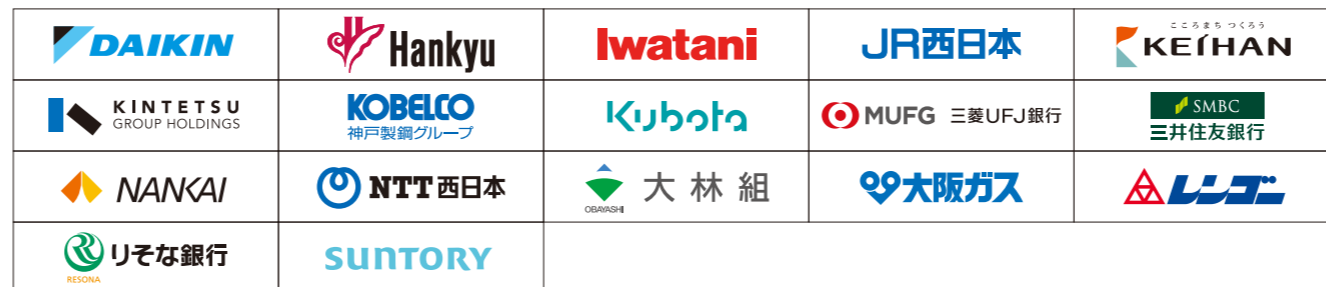 DAIKIN
Hankyu
Iwatani
JR西日本
こころまち つくろう
KEIHAN
KINTETSU
GROUP HOLDINGS
KOBELCO
神戸製鋼グループ
Kubota
MUFG 三菱UFJ銀行
SMBC
三井住友銀行
NANKAI
NTT西日本
OBAYASHI
大林組
大阪ガス
レンゴー
RESONA
りそな銀行
SUNTORY